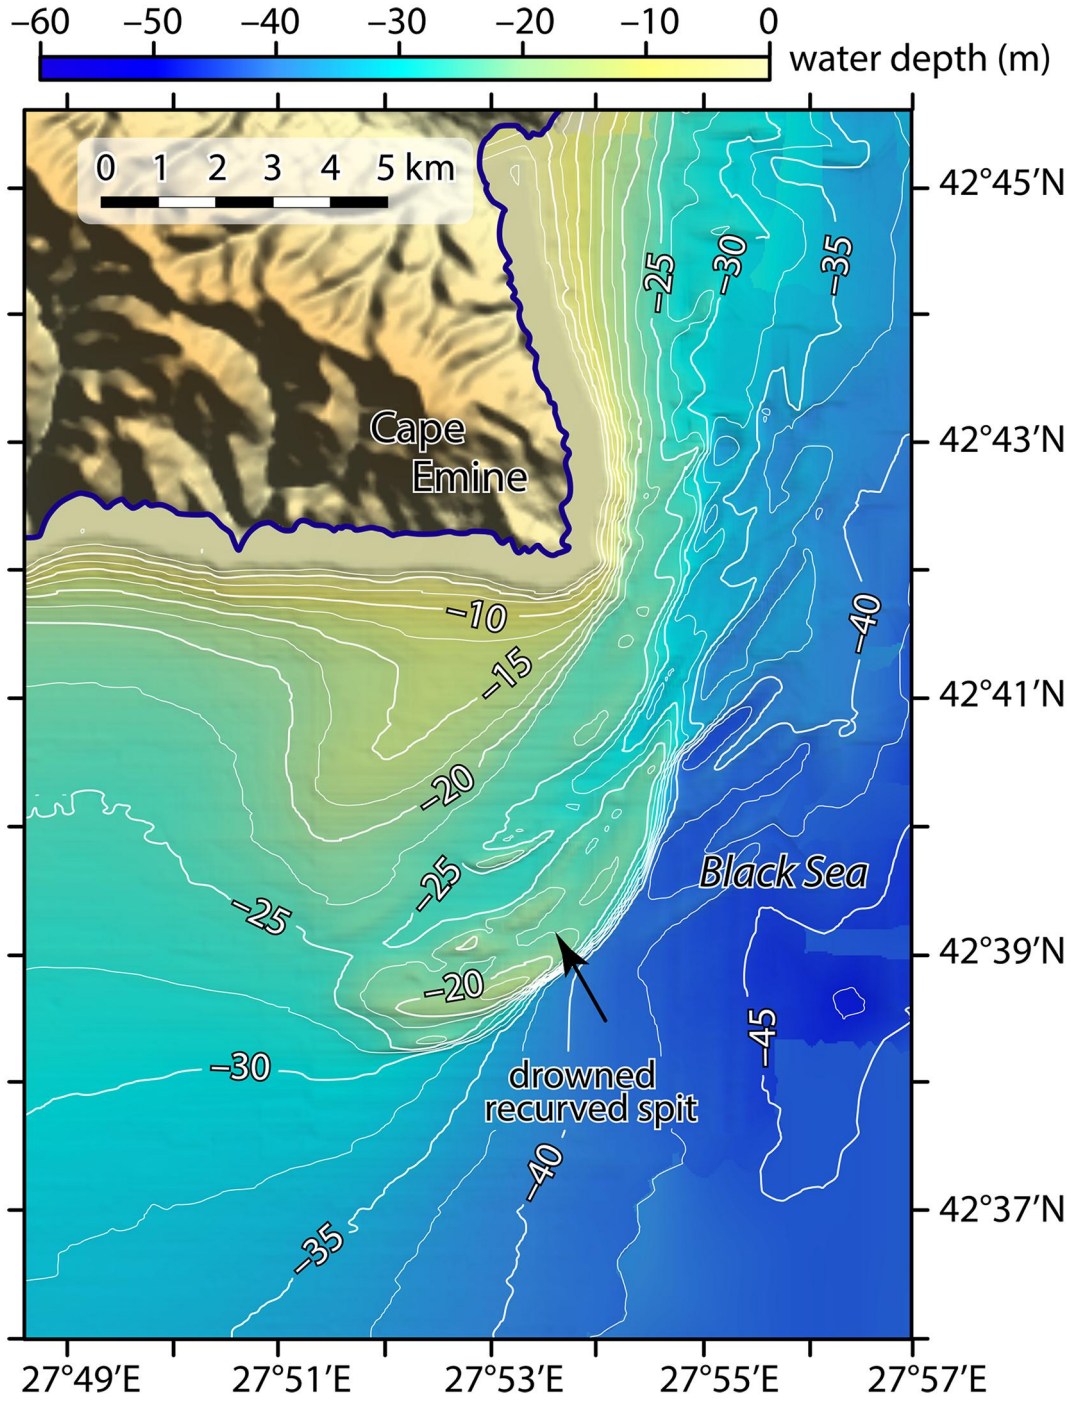 −60 −50 −40 −30 −20 −10 0
water depth (m)
0 1 2 3 4 5 km
42°45′N
−25 −30 −35
Cape
Emine
42°43′N
−10
−40
−15
42°41′N
−20
−25
Black Sea
−25
42°39′N
−20
−45
−30
drowned
recurved spit
−40
42°37′N
−35
27°49′E 27°51′E 27°53′E 27°55′E 27°57′E